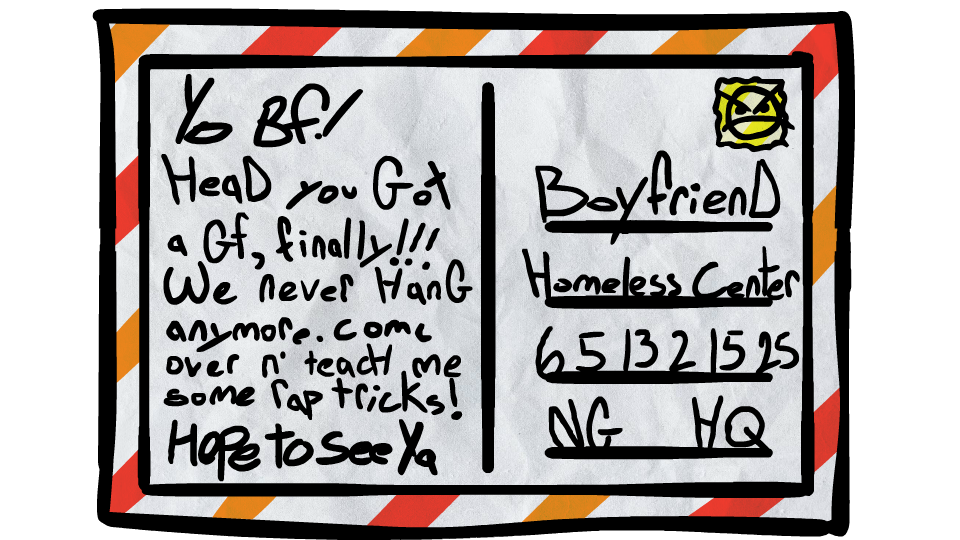 Yo BF!
HeaD you Got
a Gf, finally!!!
We never HanG
anymore. come
over n' teacH me
some rap tricks!
Hope to see Ya
BoyfrienD
Homeless Center
6 5 13 2 15 25
NG HQ